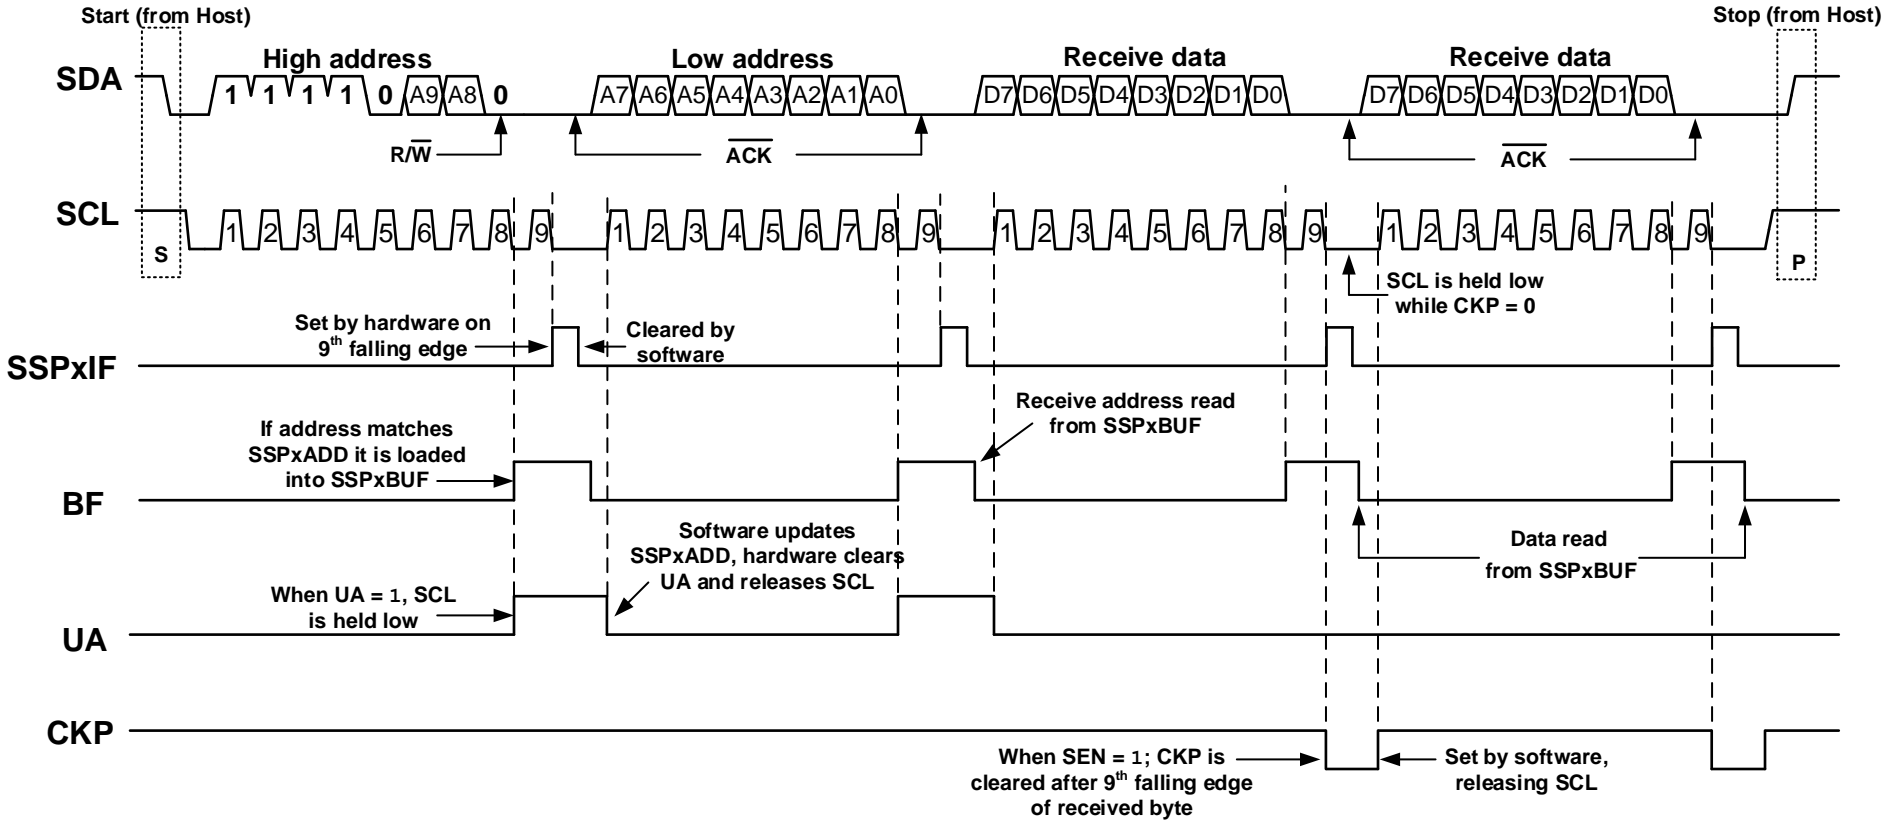 Start (from Host)
Stop (from Host)
High address
Low address
Receive data
Receive data
SDA
1 1 1 1 0 A9 A8 0
A7 A6 A5 A4 A3 A2 A1 A0
D7 D6 D5 D4 D3 D2 D1 D0
D7 D6 D5 D4 D3 D2 D1 D0
R/W̅
A̅C̅K̅
A̅C̅K̅
SCL
1 2 3 4 5 6 7 8 9
1 2 3 4 5 6 7 8 9
1 2 3 4 5 6 7 8 9
1 2 3 4 5 6 7 8 9
S
P
SCL is held low
while CKP = 0
Set by hardware on
9th falling edge
Cleared by
software
SSPxIF
Receive address read
from SSPxBUF
If address matches
SSPxADD it is loaded
into SSPxBUF
BF
Software updates
SSPxADD, hardware clears
UA and releases SCL
Data read
from SSPxBUF
When UA = 1, SCL
is held low
UA
CKP
When SEN = 1; CKP is
cleared after 9th falling edge
of received byte
Set by software,
releasing SCL